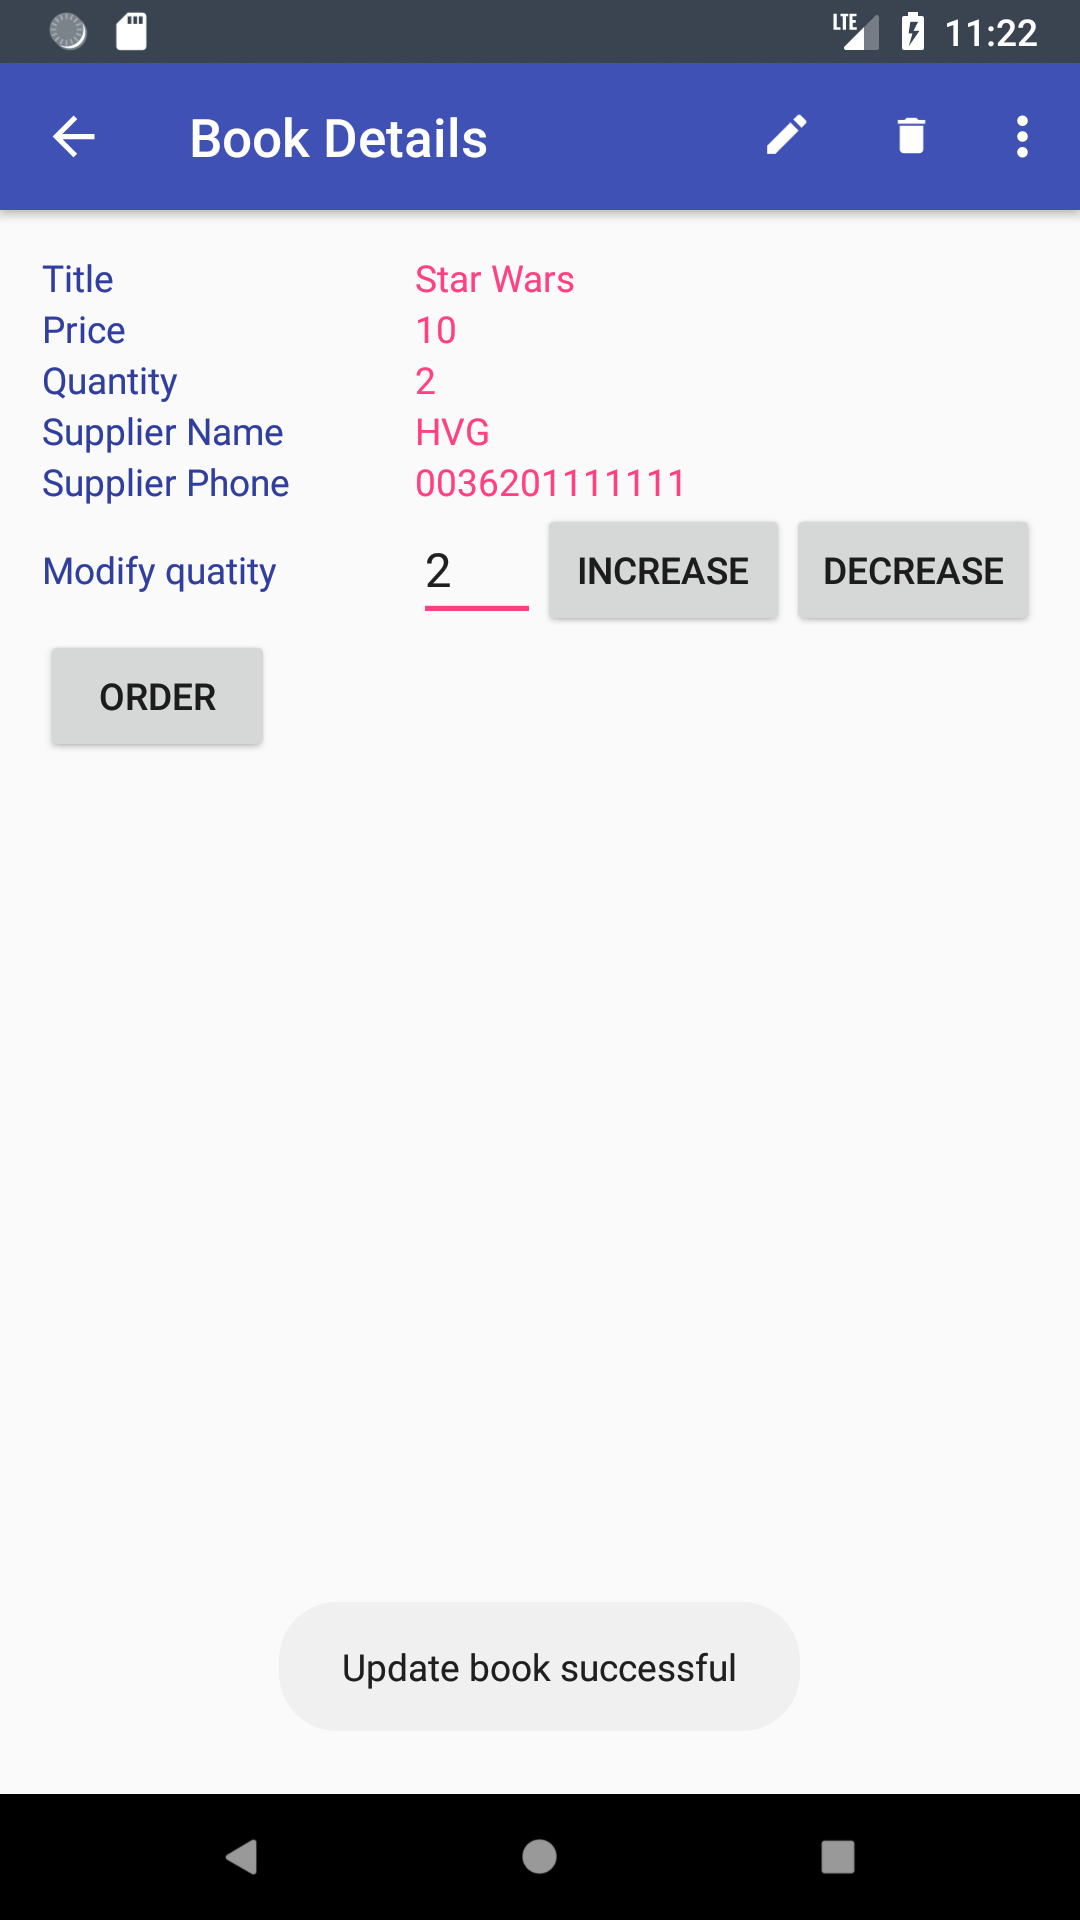 LTE 11:22
Book Details
Title Star Wars
Price 10
Quantity 2
Supplier Name HVG
Supplier Phone 0036201111111
Modify quatity 2 INCREASE DECREASE
ORDER
Update book successful